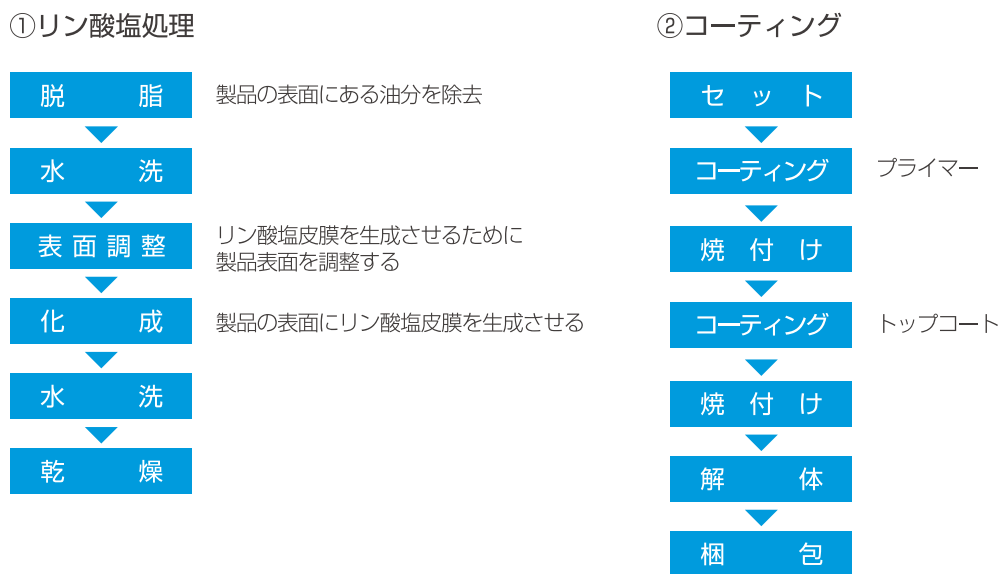 ①リン酸塩処理
脱脂
製品の表面にある油分を除去
水洗
表面調整
リン酸塩皮膜を生成させるために
製品表面を調整する
化成
製品の表面にリン酸塩皮膜を生成させる
水洗
乾燥
②コーティング
セット
コーティング
プライマー
焼付け
コーティング
トップコート
焼付け
解体
梱包